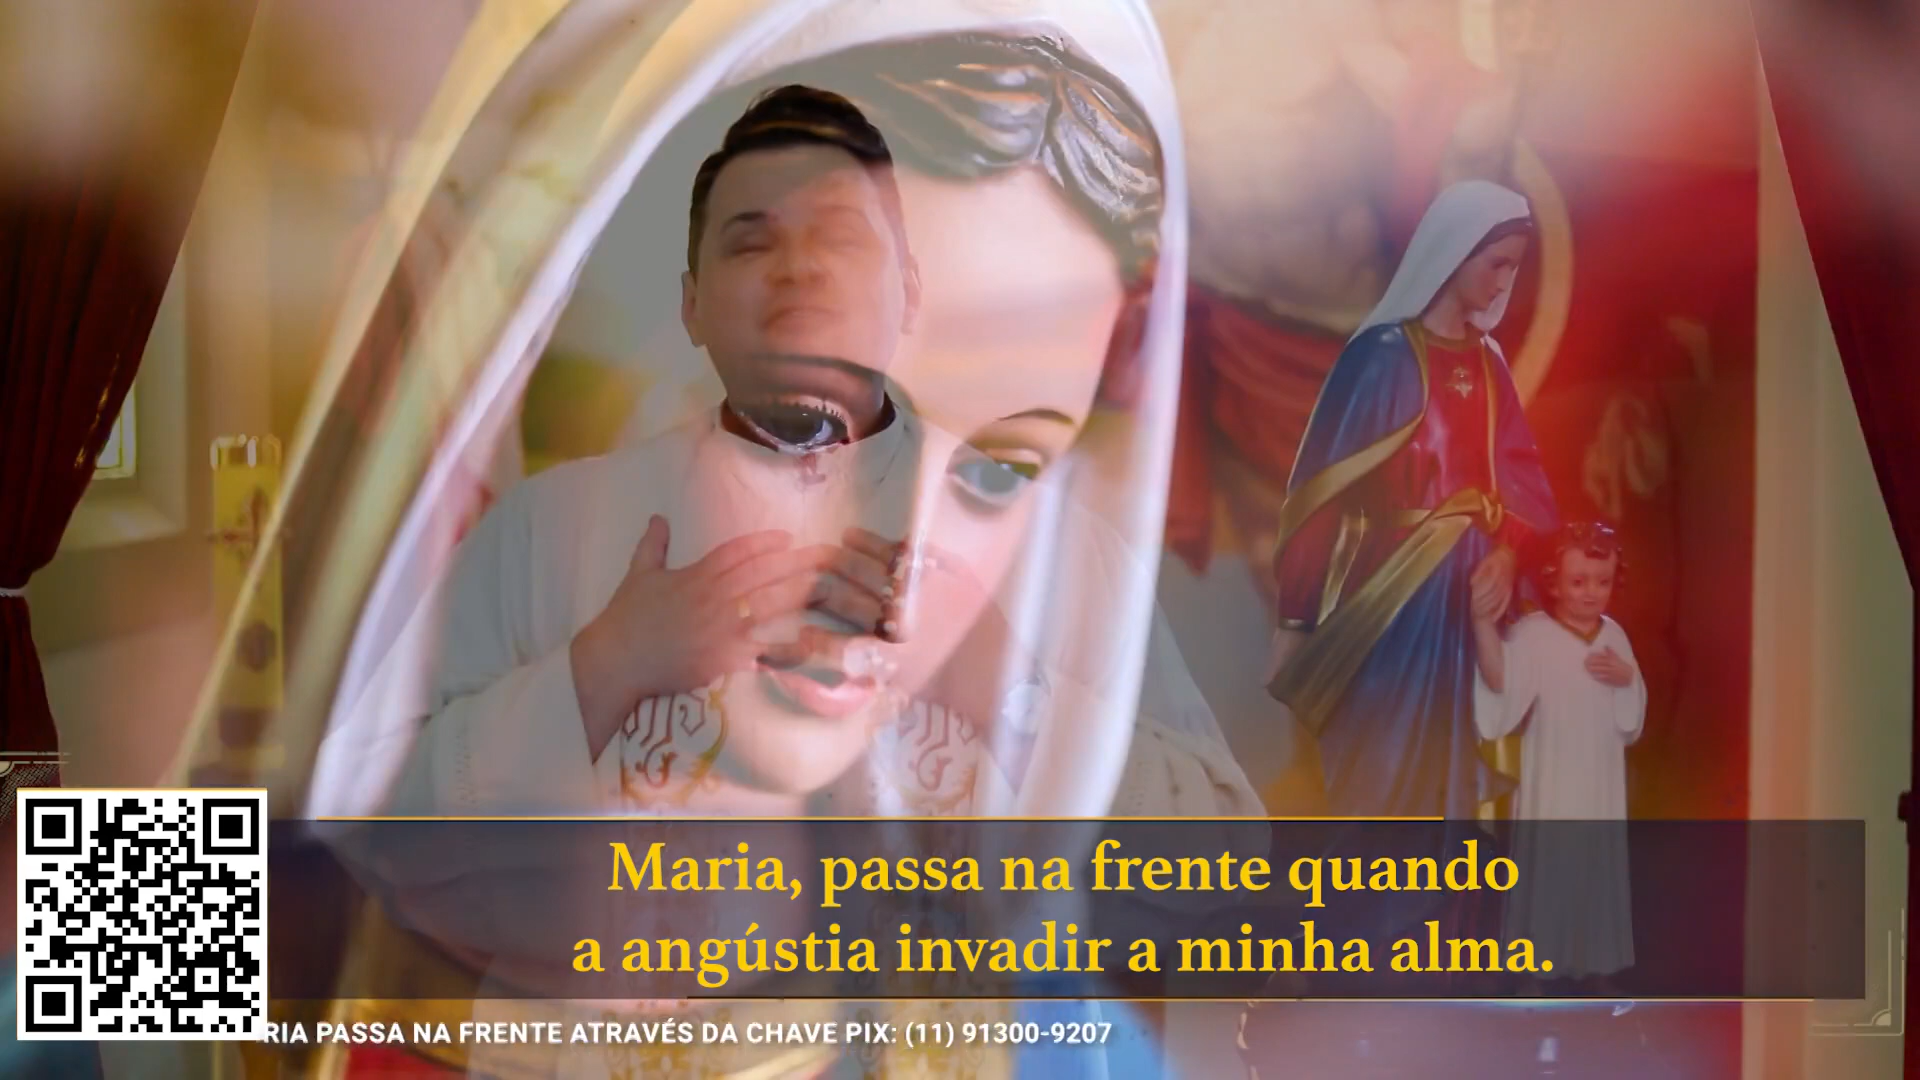 Maria, passa na frente quando
a angústia invadir a minha alma.
RIA PASSA NA FRENTE ATRAVÉS DA CHAVE PIX: (11) 91300-9207